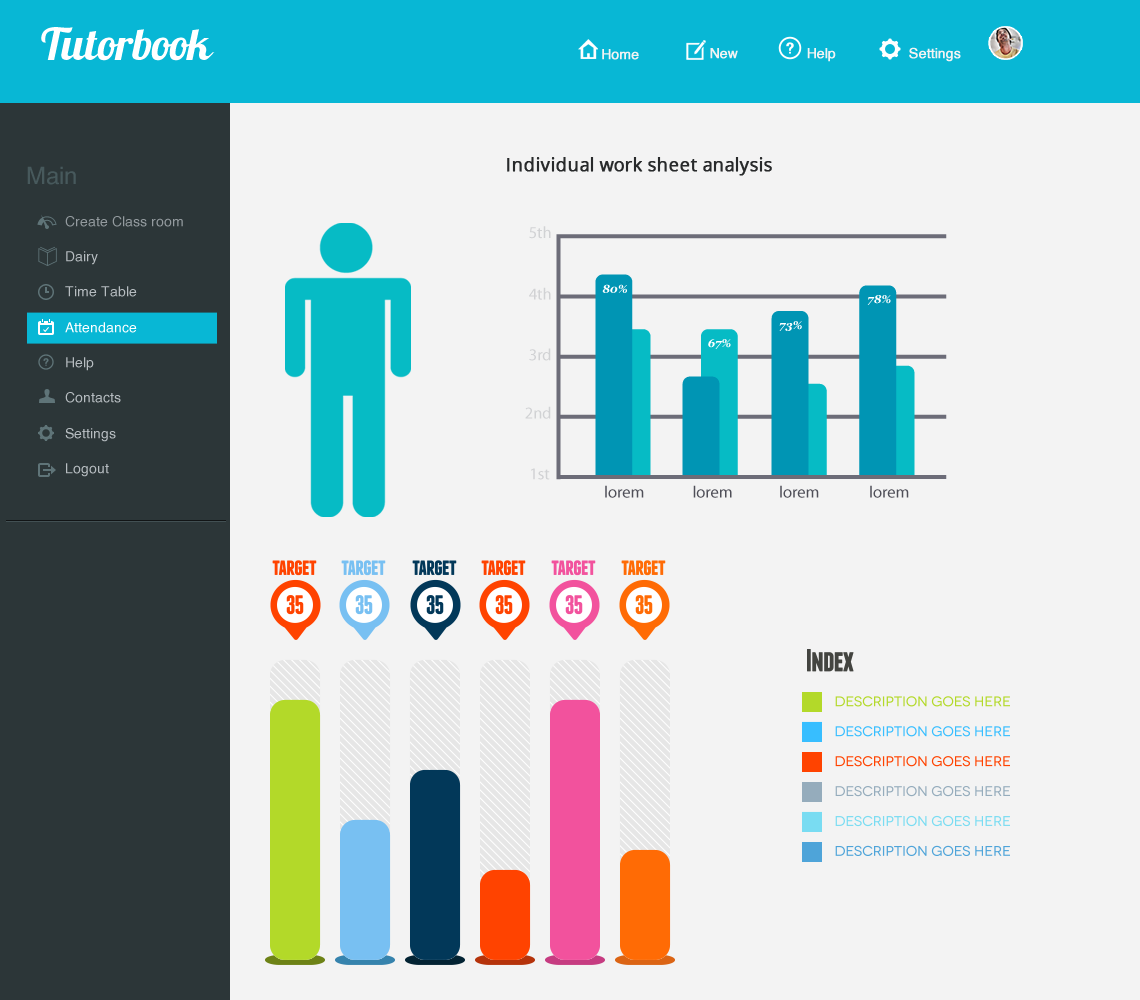 Tutorbook
Home
New
Help
Settings
Main
Create Class room
Dairy
Time Table
Attendance
Help
Contacts
Settings
Logout
Individual work sheet analysis
5th
4th
3rd
2nd
1st
80%
67%
73%
78%
lorem lorem lorem lorem
TARGET TARGET TARGET TARGET TARGET TARGET
35 35 35 35 35 35
INDEX
DESCRIPTION GOES HERE
DESCRIPTION GOES HERE
DESCRIPTION GOES HERE
DESCRIPTION GOES HERE
DESCRIPTION GOES HERE
DESCRIPTION GOES HERE